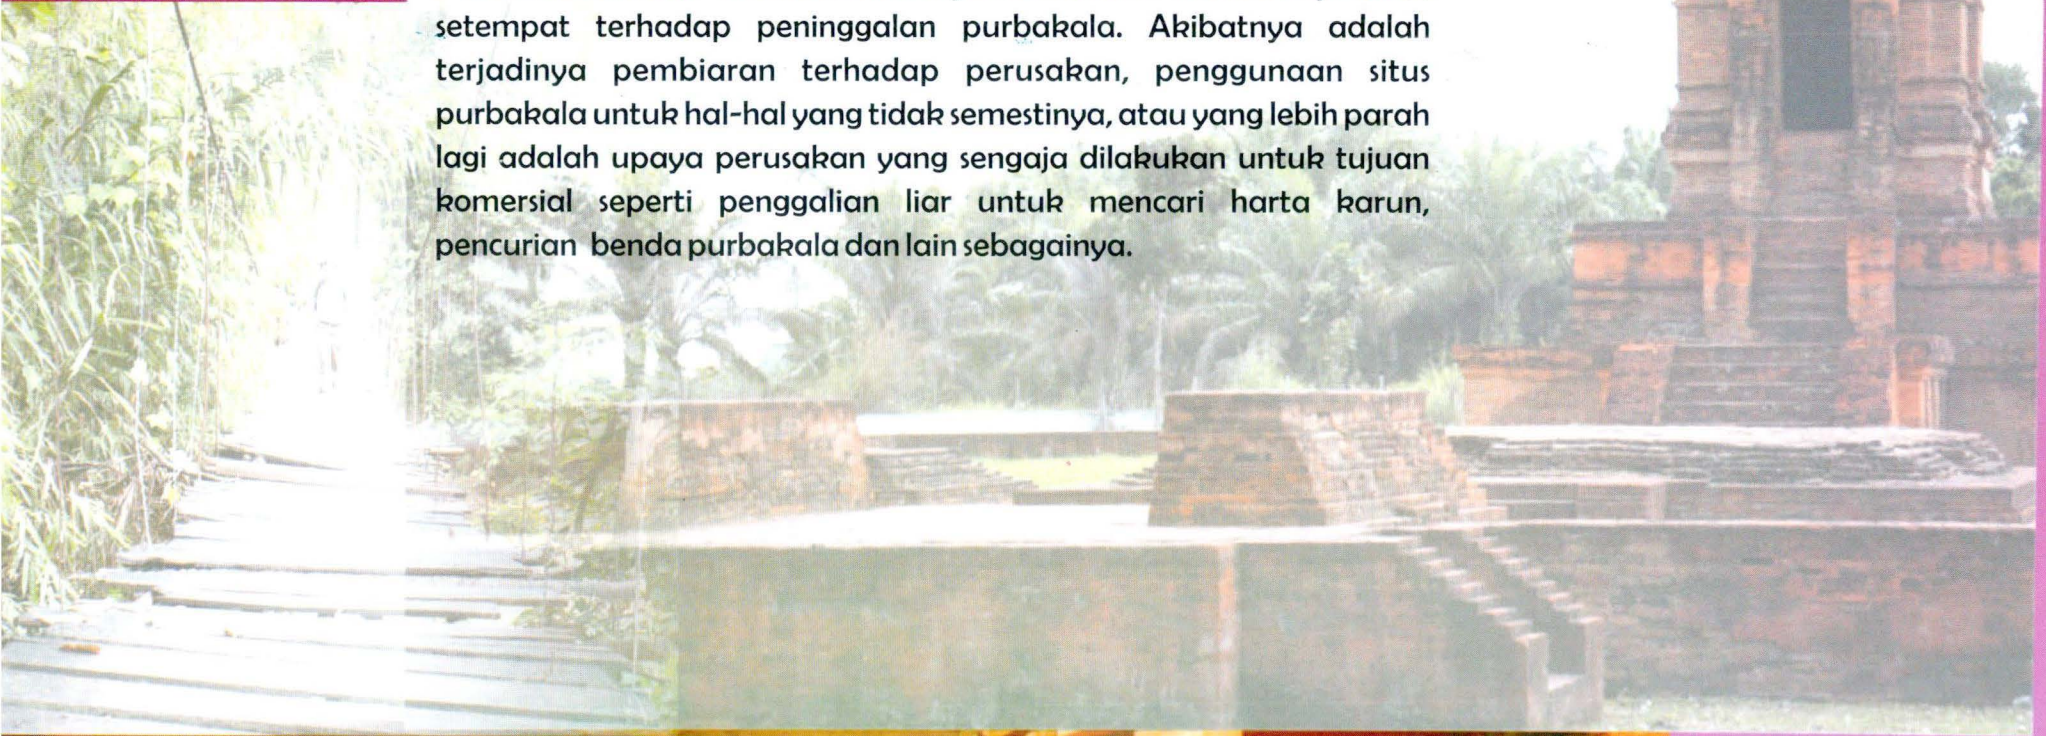 setempat terhadap peninggalan purbakala. Akibatnya adalah
terjadinya pembiaran terhadap perusakan, penggunaan situs
purbakala untuk hal-hal yang tidak semestinya, atau yang lebih parah
lagi adalah upaya perusakan yang sengaja dilakukan untuk tujuan
komersial seperti penggalian liar untuk mencari harta karun,
pencurian benda purbakala dan lain sebagainya.